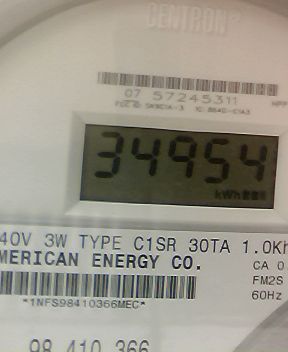 CENTRON®
07 57245311
34954
kWh
40V 3W TYPE C1SR 30TA 1.0Kh
MERICAN ENERGY CO.
CA 0
FM2S
*1NFS98410366MEC*
60Hz
98 410 366